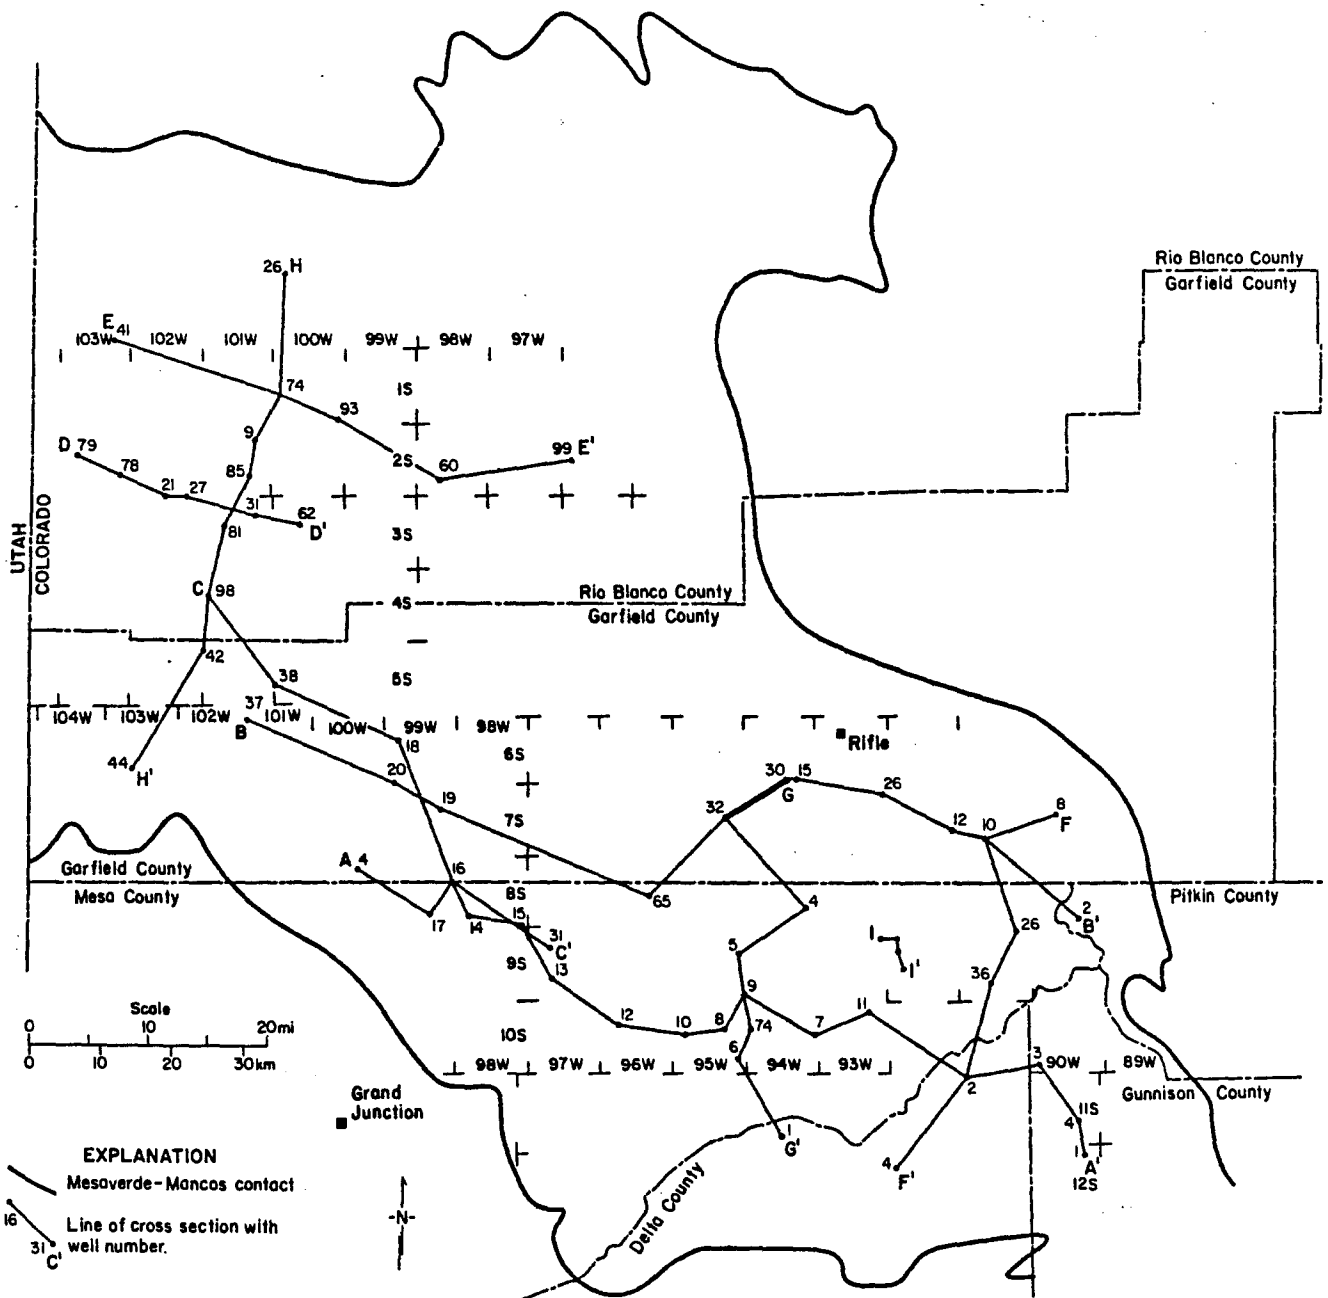 Rio Blanco County
Garfield County
26 H
E 41
103W 102W 101W 100W 99W 98W 97W
74
1S
93
9
D 79
78
85
2S
60
99 E'
21 27
31
62
D'
81
3S
UTAH
COLORADO
C 98
4S
Rio Blanco County
Garfield County
42
38
5S
104W 103W 102W 101W
37
B
100W 99W 98W
18
6S
Rifle
44 H'
20
19
7S
30 15
G
26
32
12 10
8
F
Garfield County
Mesa County
A 4
16
8S
65
4
Pitkin County
2
B'
17
14
15
31
C'
26
1
1'
5
9S
13
36
9
11
Scale
0 10 20 mi
0 10 20 30 km
12
10
8
74
7
10S
6
3
98W 97W 96W 95W 94W 93W
90W 89W
2
Gunnison County
Grand
Junction
11S
4
1
G'
1
A'
12S
4
F'
EXPLANATION
Mesaverde-Mancos contact
16
31
C'
Line of cross section with
well number.
-N-
Delta County